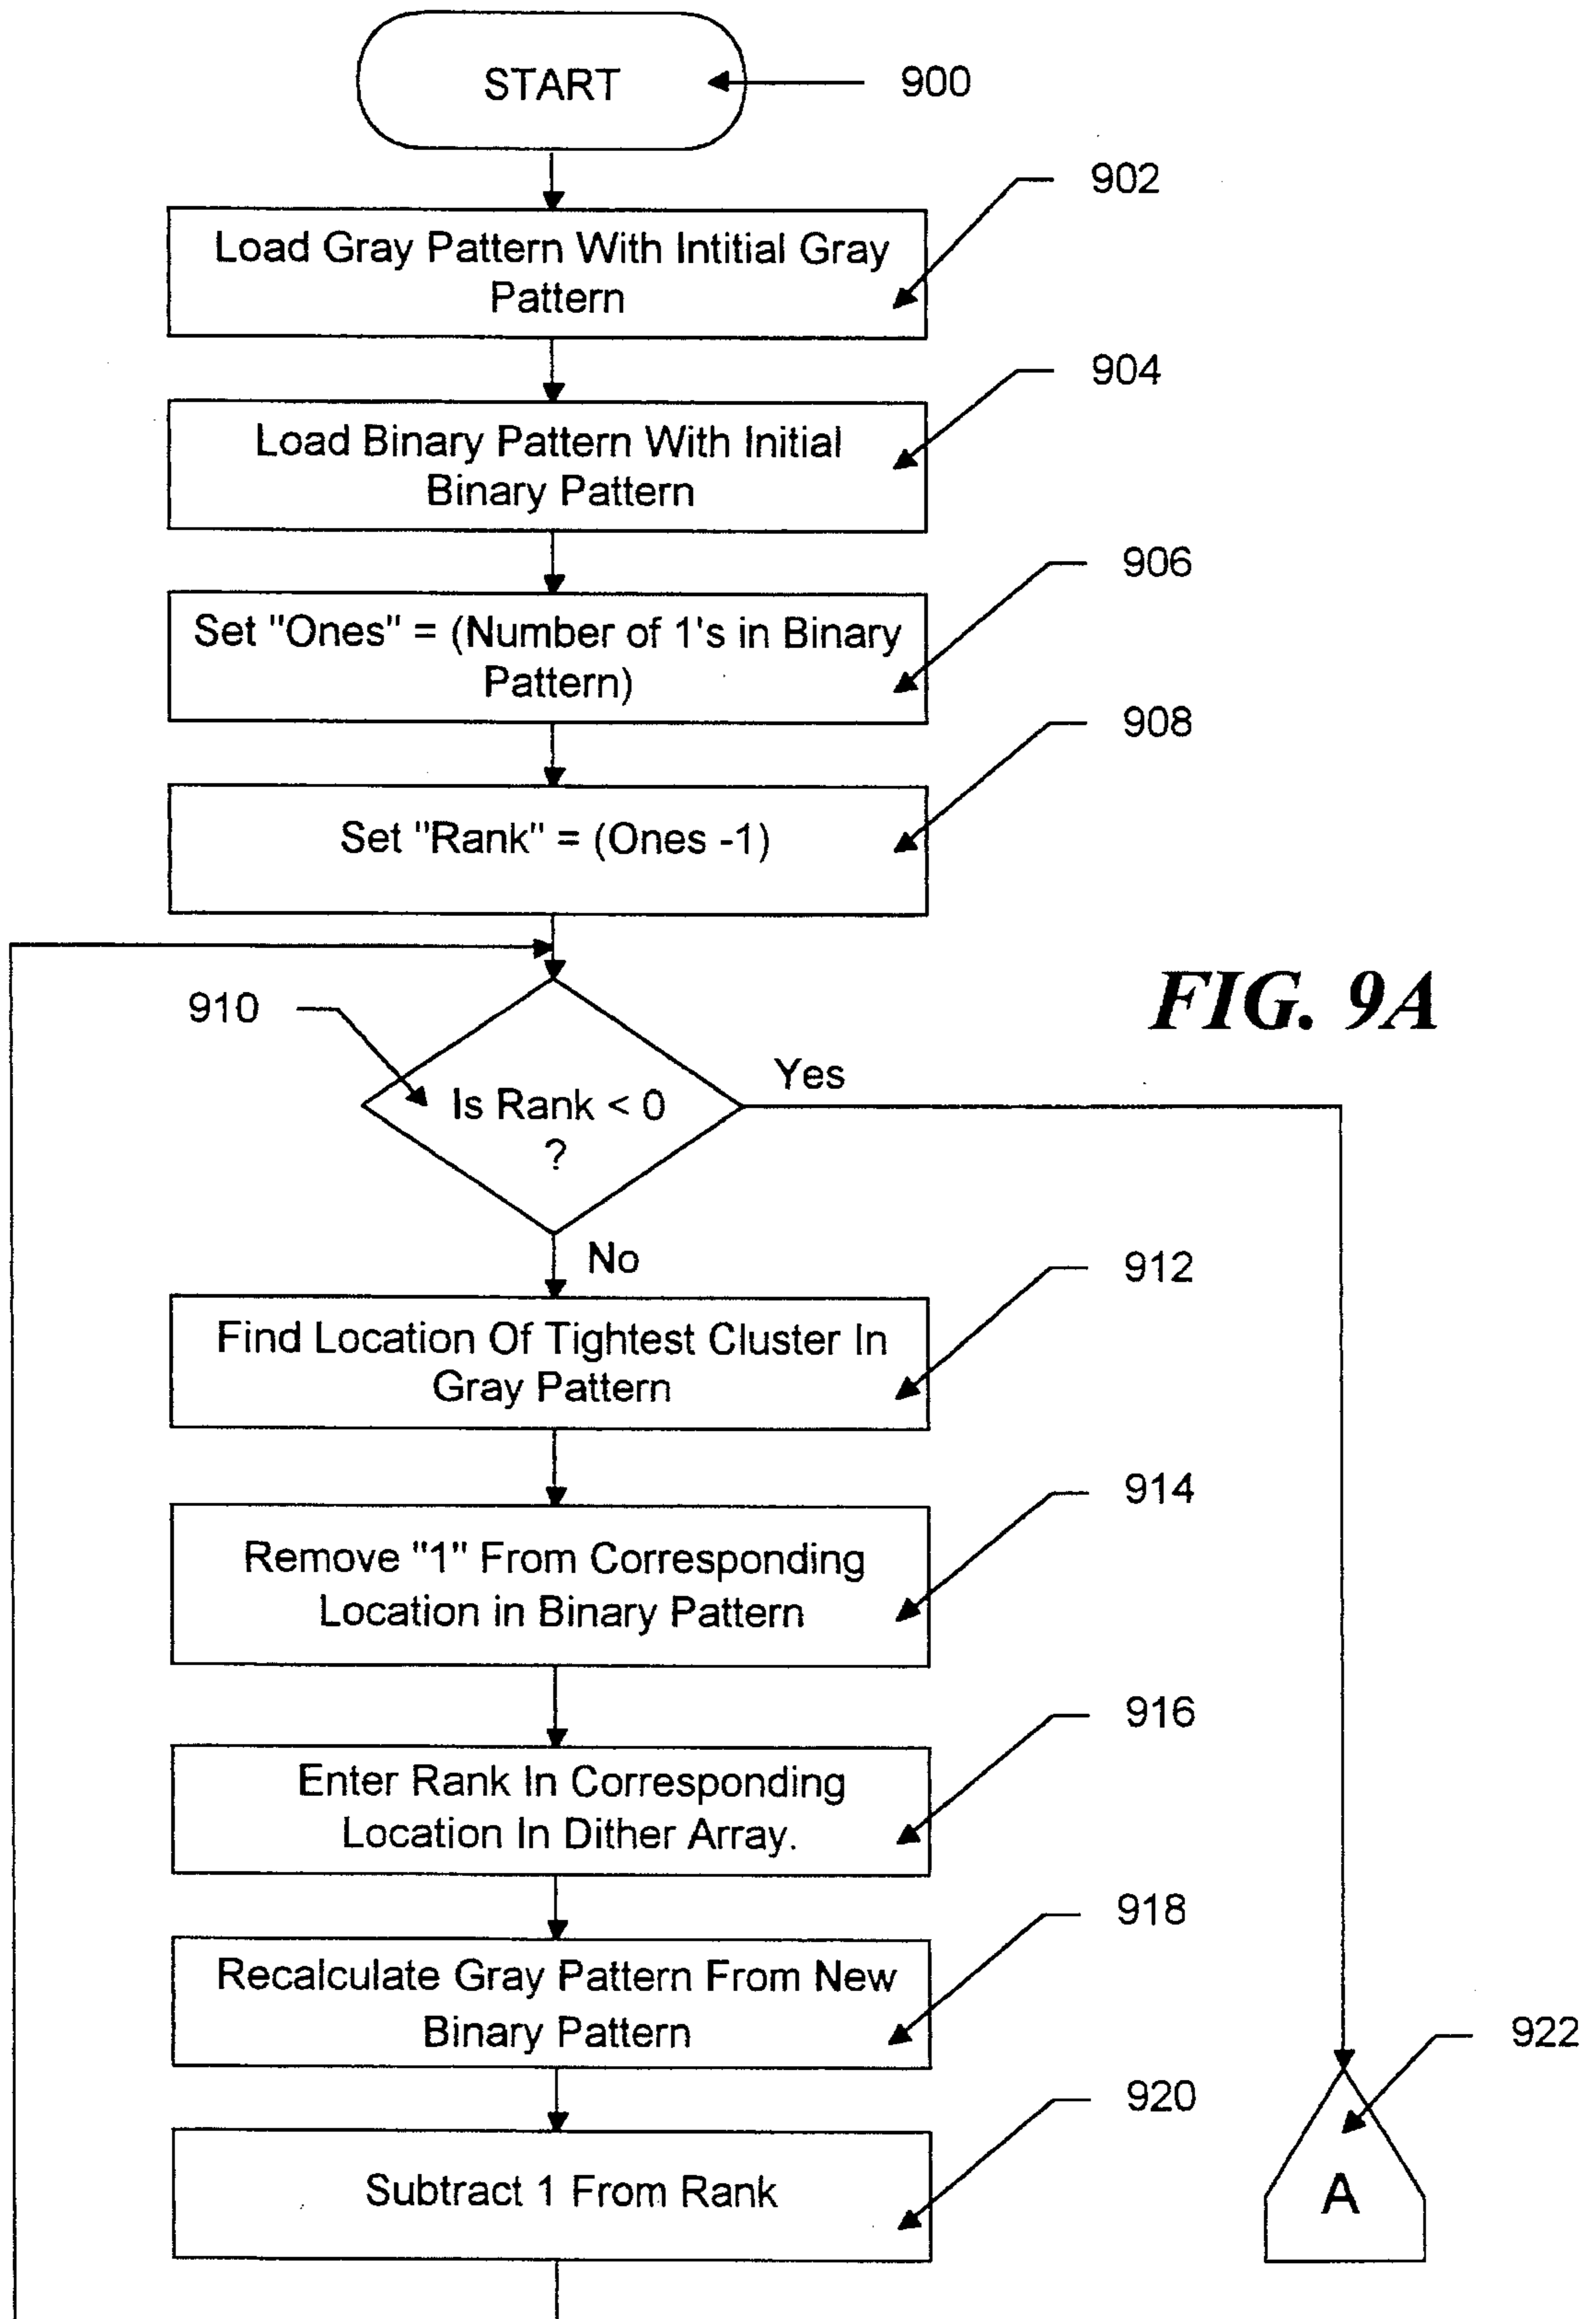 START
900
902
Load Gray Pattern With Intitial Gray
Pattern
904
Load Binary Pattern With Initial
Binary Pattern
906
Set "Ones" = (Number of 1's in Binary
Pattern)
908
Set "Rank" = (Ones -1)
FIG. 9A
910
Yes
Is Rank < 0
?
No
912
Find Location Of Tightest Cluster In
Gray Pattern
914
Remove "1" From Corresponding
Location in Binary Pattern
916
Enter Rank In Corresponding
Location In Dither Array.
918
Recalculate Gray Pattern From New
Binary Pattern
922
920
Subtract 1 From Rank
A